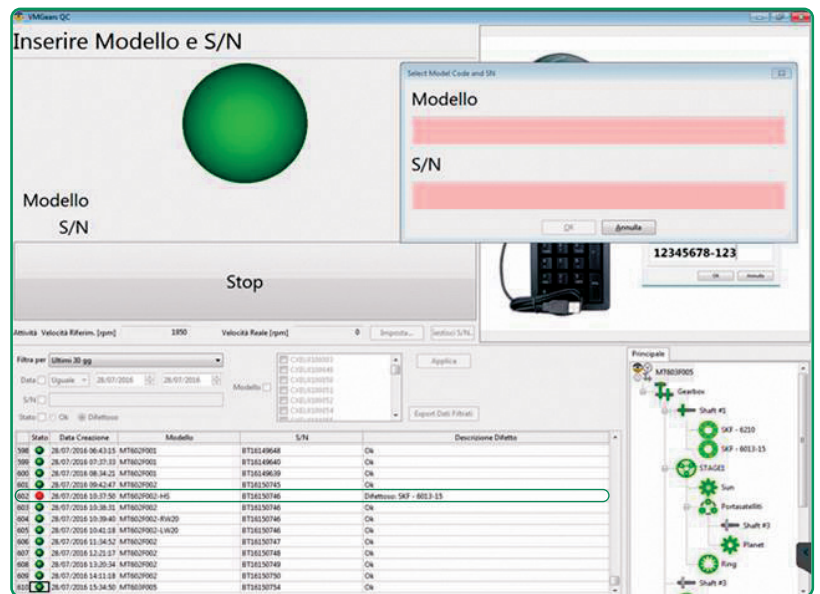 VMGears QC
Inserire Modello e S/N
Select Model Code and SN
Modello
S/N
OK Annulla
Modello
S/N
12345678-123
Ok Annulla
Stop
Attività Velocità Riferim. [rpm] 1850 Velocità Reale [rpm] 0 Imposta... Gestisci S/N...
Filtra per Ultimi 30 gg
Data Uguale 28/07/2016 28/07/2016
S/N
Stato Ok Difettoso
Modello
Applica
Export Dati Filtrati
Stato Data Creazione Modello S/N Descrizione Difetto
598 28/07/2016 06:43:15 MT602F001 BT16149648 Ok
599 28/07/2016 07:37:33 MT602F001 BT16149640 Ok
600 28/07/2016 08:34:21 MT602F001 BT16149639 Ok
601 28/07/2016 09:42:47 MT602F002 BT16150745 Ok
602 28/07/2016 10:37:50 MT602F002-HS BT16150746 Difettoso: SKF - 6013-15
603 28/07/2016 10:38:31 MT602F002 BT16150746 Ok
604 28/07/2016 10:39:40 MT602F002-RW20 BT16150746 Ok
605 28/07/2016 10:41:18 MT602F002-LW20 BT16150746 Ok
606 28/07/2016 11:34:52 MT602F002 BT16150747 Ok
607 28/07/2016 12:21:17 MT602F002 BT16150748 Ok
608 28/07/2016 13:20:34 MT602F002 BT16150749 Ok
609 28/07/2016 14:11:18 MT602F002 BT16150750 Ok
610 28/07/2016 15:34:50 MT603F005 BT16150754 Ok
Principale
MT603F005
Gearbox
Shaft #1
SKF - 6210
SKF - 6013-15
STAGE1
Sun
Portasatelliti
Shaft #3
Planet
Ring
Shaft #3